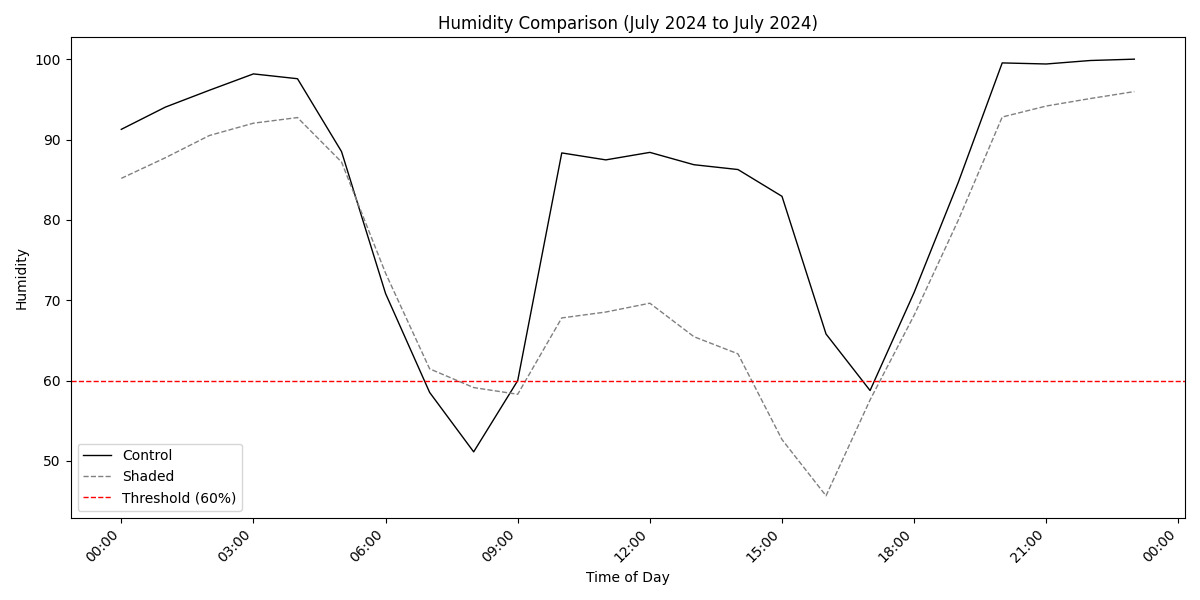 Humidity Comparison (July 2024 to July 2024)
Humidity
100
90
80
70
60
50
Control
Shaded
Threshold (60%)
00:00
03:00
06:00
09:00
12:00
15:00
18:00
21:00
00:00
Time of Day